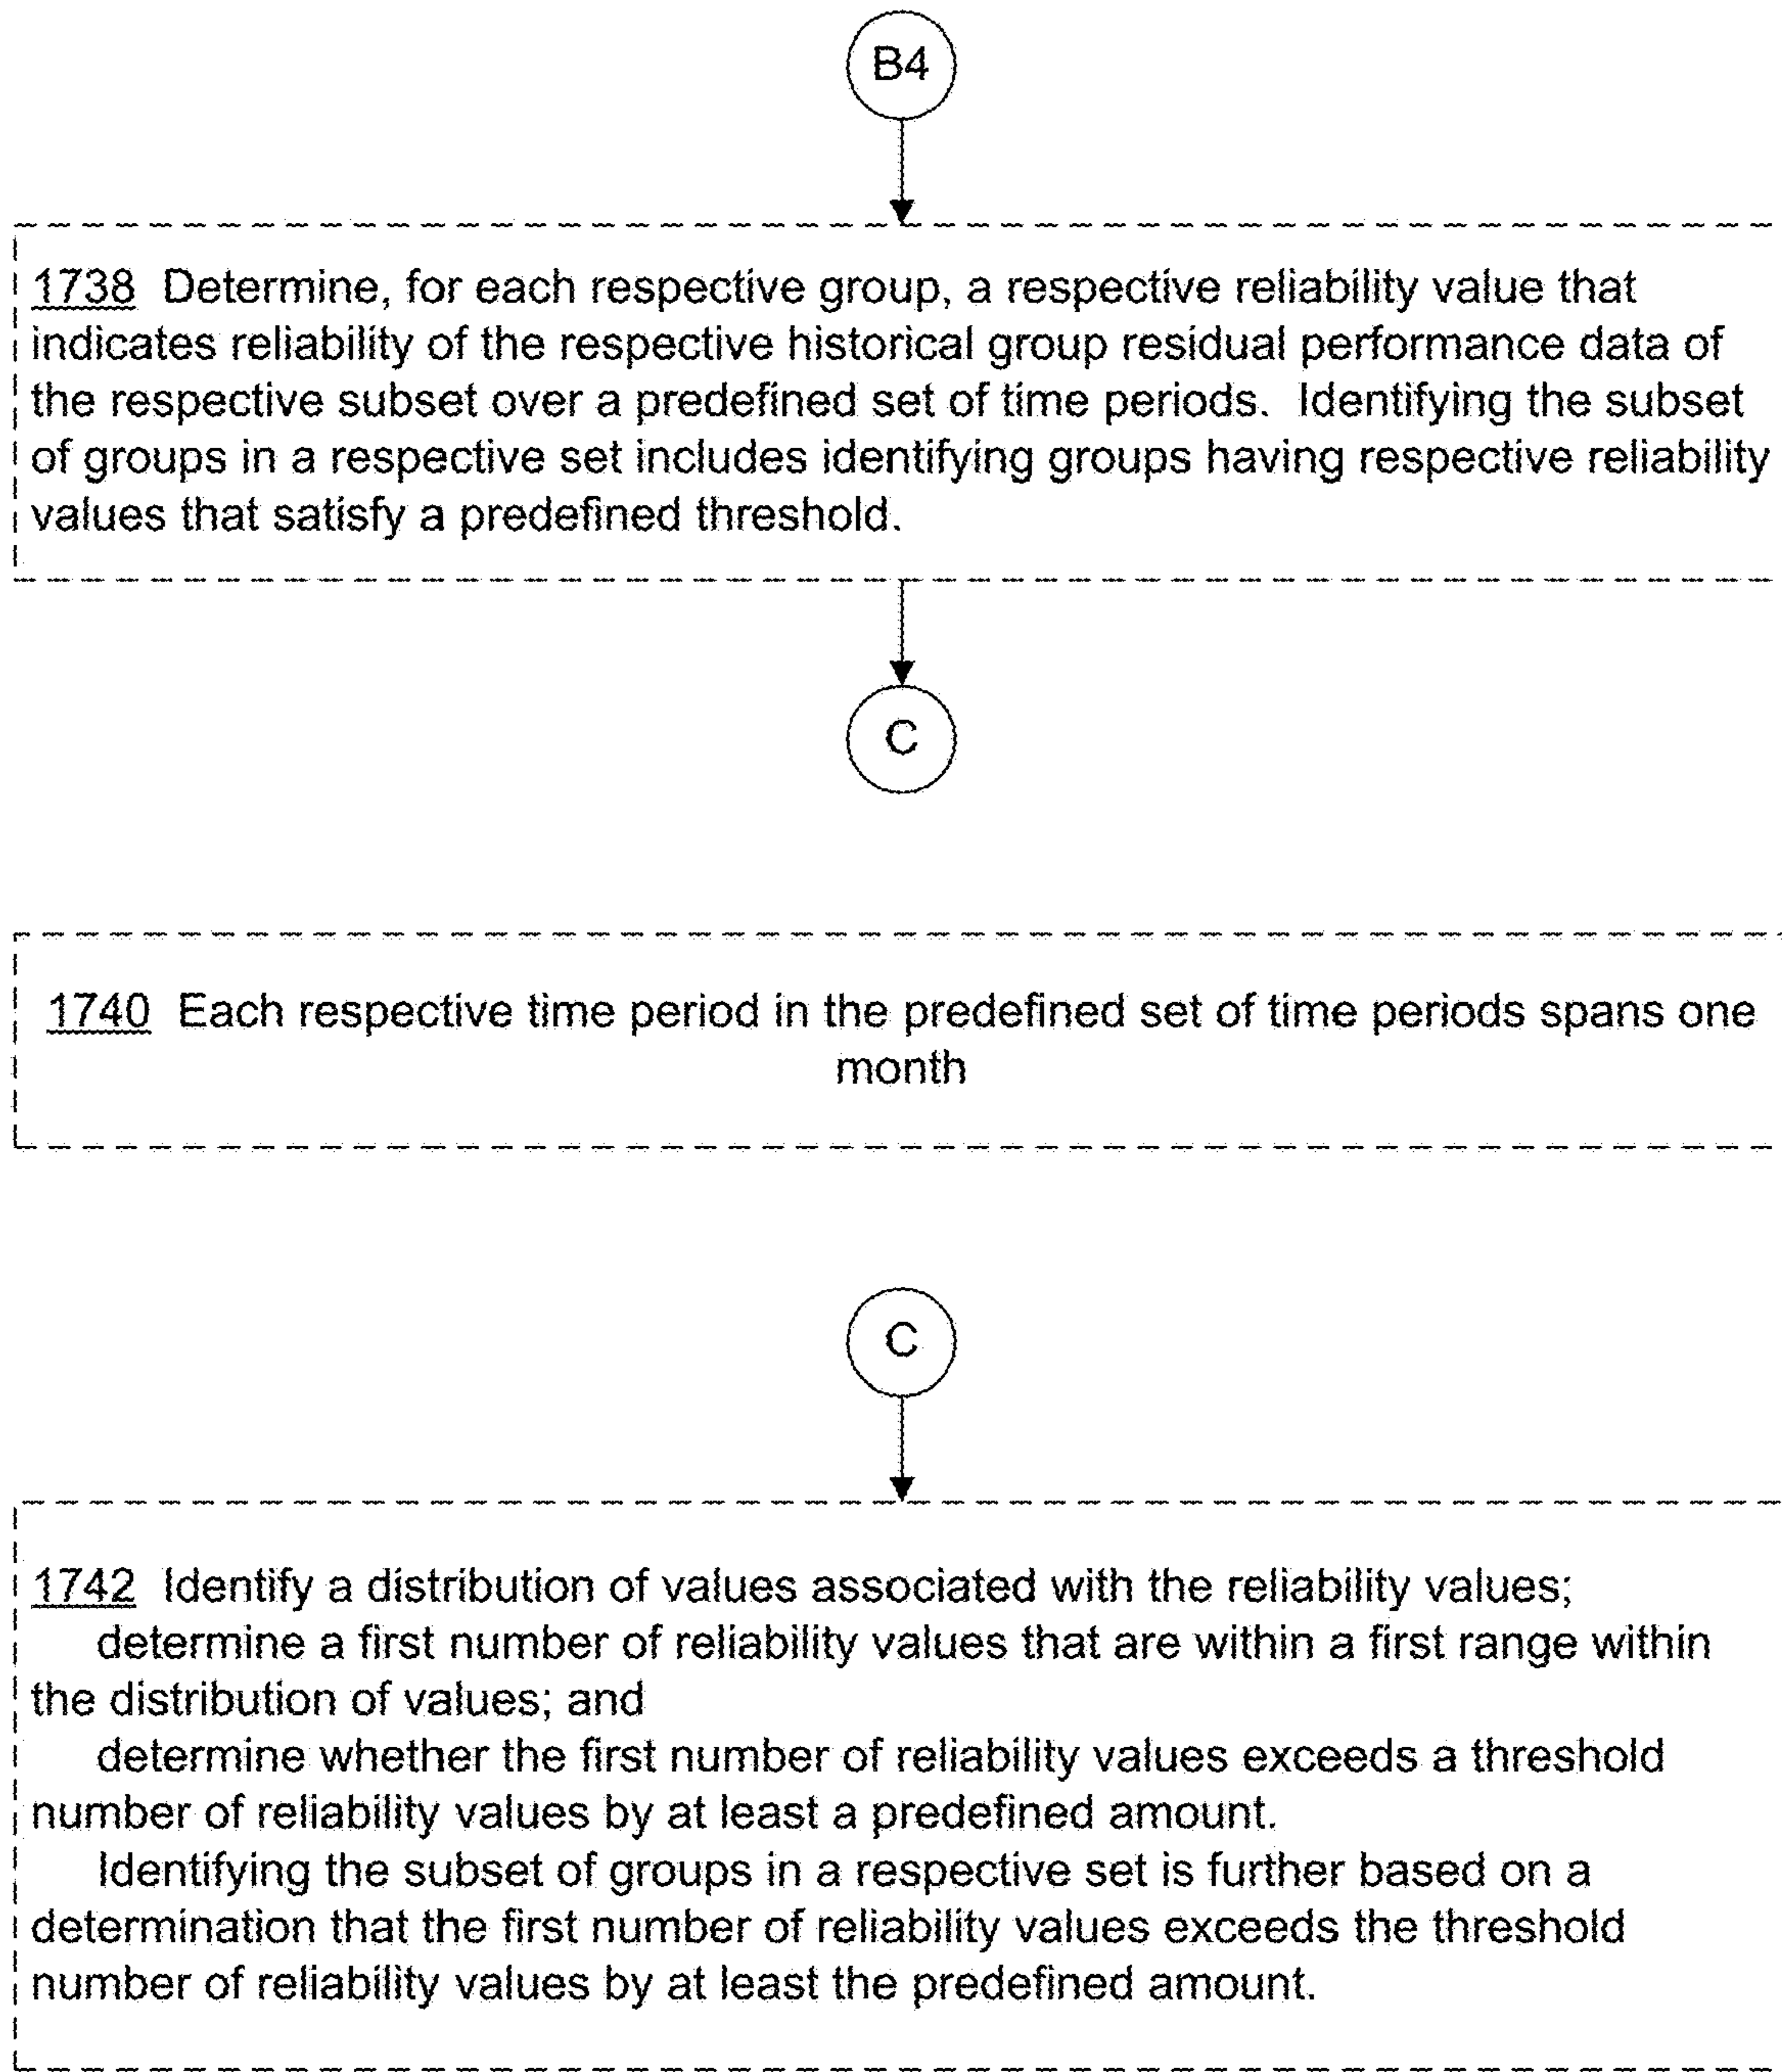 B4
1738 Determine, for each respective group, a respective reliability value that
indicates reliability of the respective historical group residual performance data of
the respective subset over a predefined set of time periods. Identifying the subset
of groups in a respective set includes identifying groups having respective reliability
values that satisfy a predefined threshold.
C
1740 Each respective time period in the predefined set of time periods spans one
month
C
1742 Identify a distribution of values associated with the reliability values;
determine a first number of reliability values that are within a first range within
the distribution of values; and
determine whether the first number of reliability values exceeds a threshold
number of reliability values by at least a predefined amount.
Identifying the subset of groups in a respective set is further based on a
determination that the first number of reliability values exceeds the threshold
number of reliability values by at least the predefined amount.